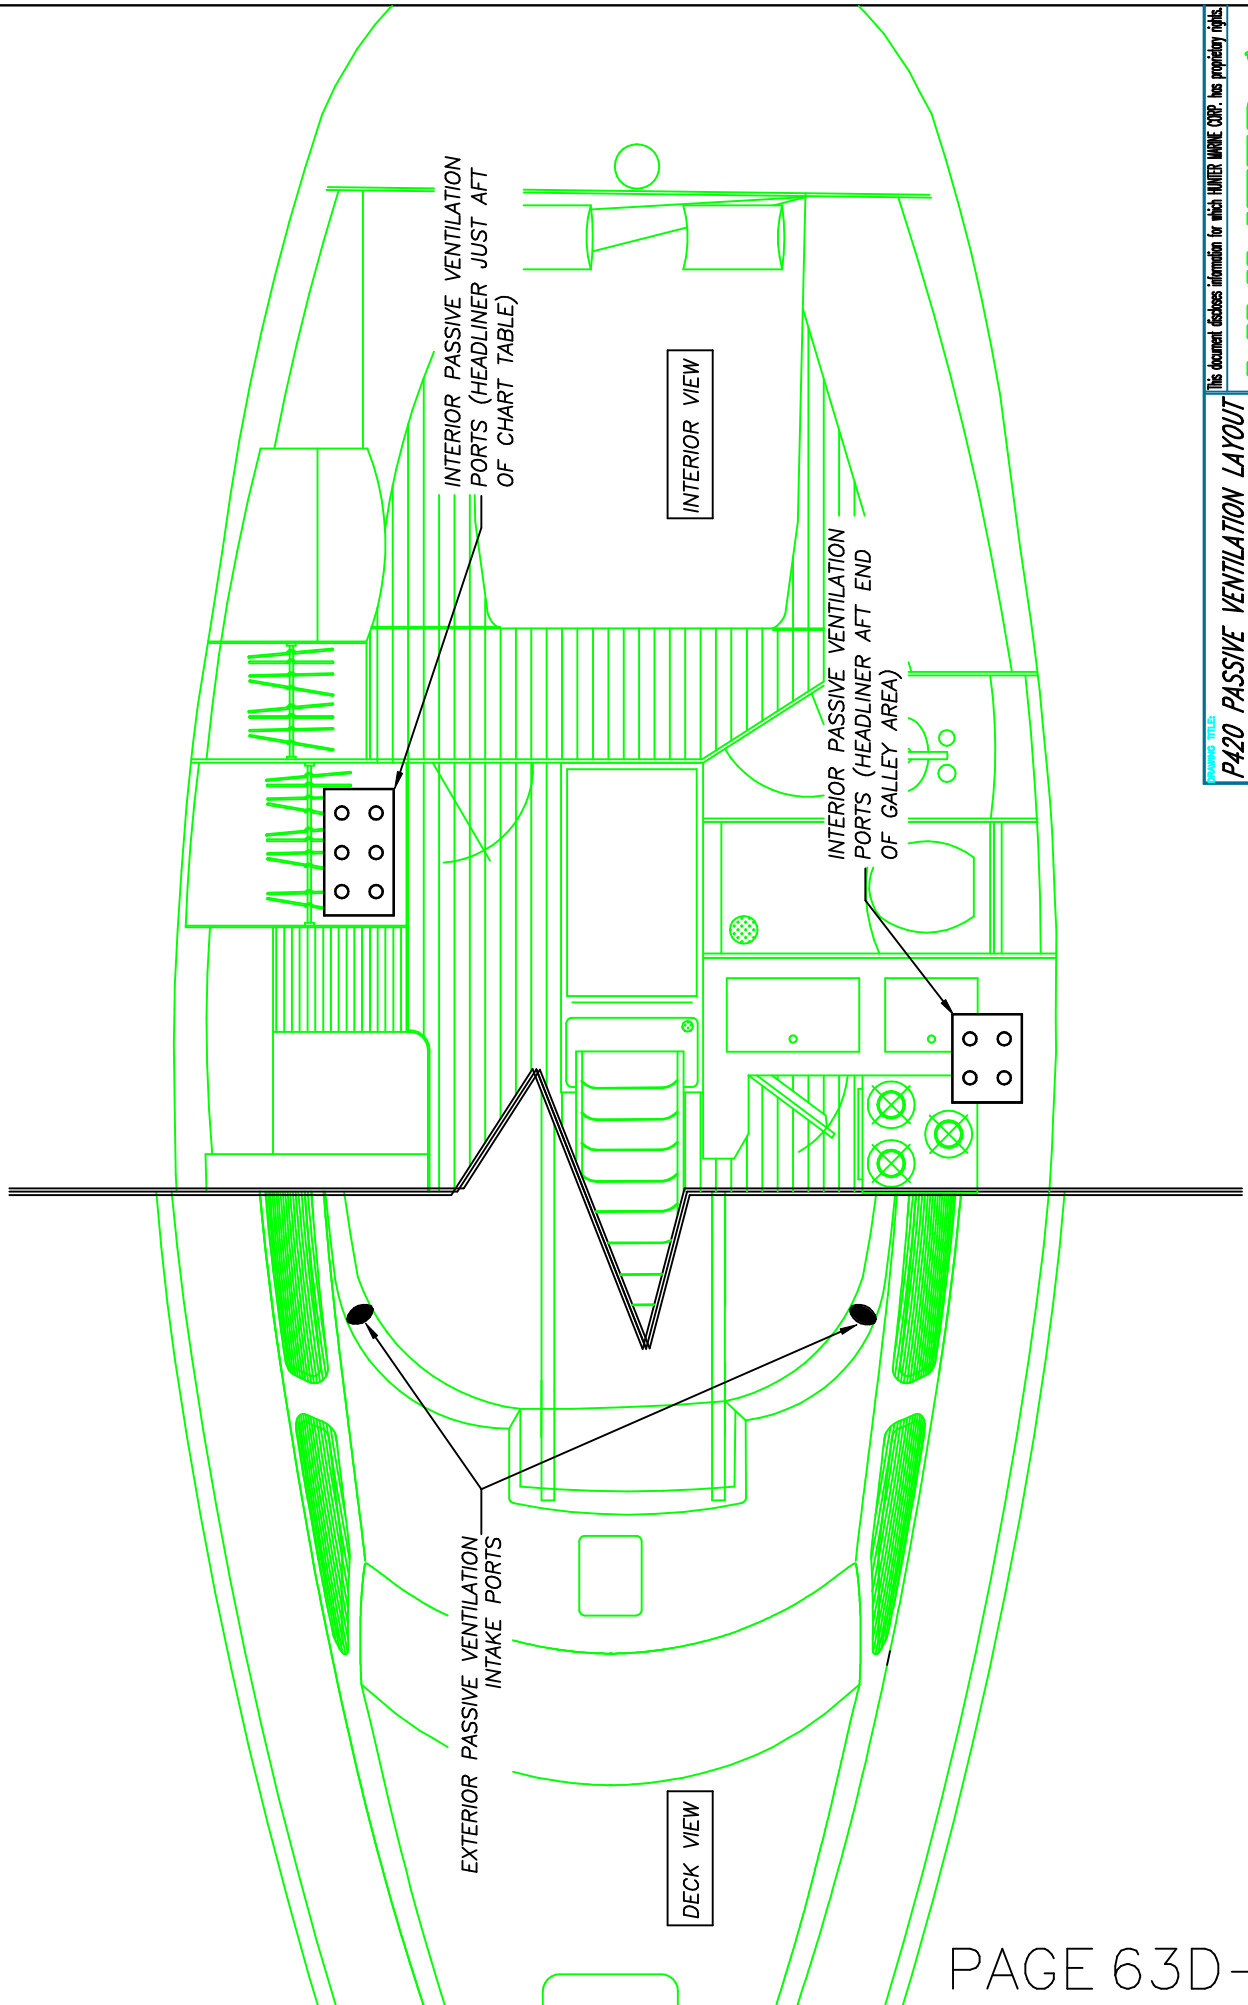 INTERIOR PASSIVE VENTILATION
PORTS (HEADLINER JUST AFT
OF CHART TABLE)
INTERIOR VIEW
INTERIOR PASSIVE VENTILATION
PORTS (HEADLINER AFT END
OF GALLEY AREA)
EXTERIOR PASSIVE VENTILATION
INTAKE PORTS
DECK VIEW
This document discloses information for which HUNTER MARINE CORP. has proprietary rights.
DRAWING TITLE:
P420 PASSIVE VENTILATION LAYOUT
PAGE 63D-